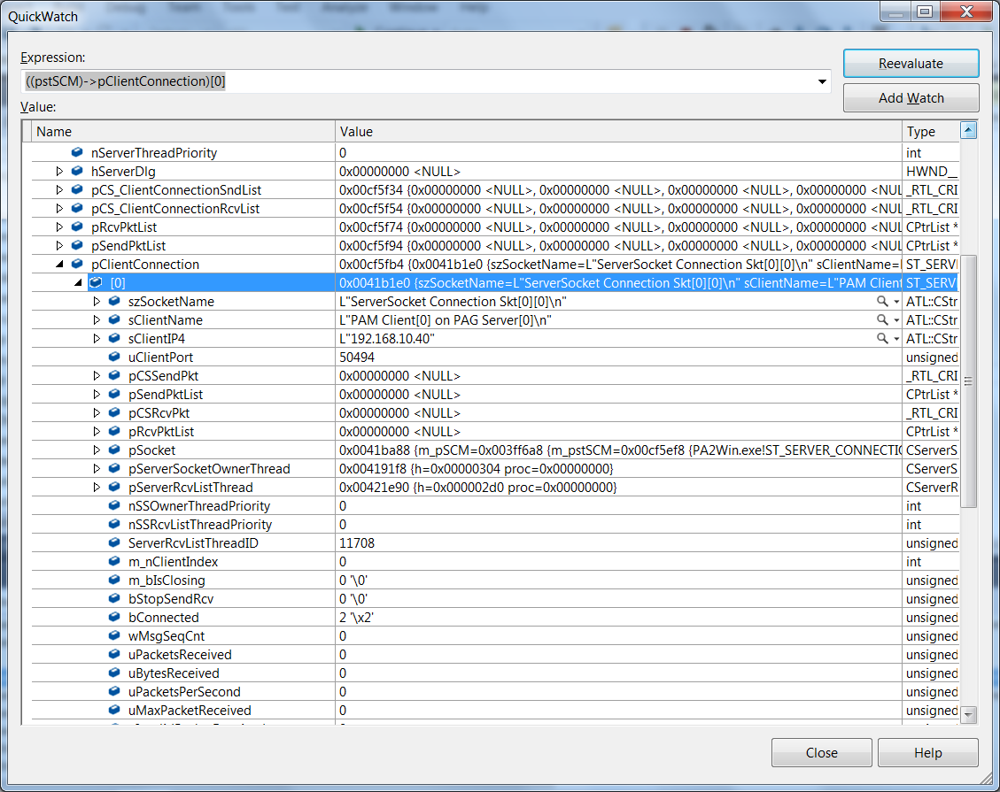 QuickWatch
Expression:
((pstSCM)->pClientConnection)[0]
Reevaluate
Add Watch
Value:
Name Value Type
nServerThreadPriority 0 int
hServerDlg 0x00000000 <NULL> HWND__
pCS_ClientConnectionSndList 0x00cf5f34 {0x00000000 <NULL>, 0x00000000 <NULL>, 0x00000000 <NULL>, 0x00000000 <NUL _RTL_CRI
pCS_ClientConnectionRcvList 0x00cf5f54 {0x00000000 <NULL>, 0x00000000 <NULL>, 0x00000000 <NULL>, 0x00000000 <NUL _RTL_CRI
pRcvPktList 0x00cf5f74 {0x00000000 <NULL>, 0x00000000 <NULL>, 0x00000000 <NULL>, 0x00000000 <NUL CPtrList *
pSendPktList 0x00cf5f94 {0x00000000 <NULL>, 0x00000000 <NULL>, 0x00000000 <NULL>, 0x00000000 <NUL CPtrList *
pClientConnection 0x00cf5fb4 {0x0041b1e0 {szSocketName=L"ServerSocket Connection Skt[0][0]\n" sClientName=L ST_SERV
[0] 0x0041b1e0 {szSocketName=L"ServerSocket Connection Skt[0][0]\n" sClientName=L"PAM Client ST_SERV
szSocketName L"ServerSocket Connection Skt[0][0]\n" ATL::CStr
sClientName L"PAM Client[0] on PAG Server[0]\n" ATL::CStr
sClientIP4 L"192.168.10.40" ATL::CStr
uClientPort 50494 unsigned
pCSSendPkt 0x00000000 <NULL> _RTL_CRI
pSendPktList 0x00000000 <NULL> CPtrList *
pCSRcvPkt 0x00000000 <NULL> _RTL_CRI
pRcvPktList 0x00000000 <NULL> CPtrList *
pSocket 0x0041ba88 {m_pSCM=0x003ff6a8 {m_pstSCM=0x00cf5ef8 {PA2Win.exe!ST_SERVER_CONNECTIO CServerS
pServerSocketOwnerThread 0x004191f8 {h=0x00000304 proc=0x00000000} CServerS
pServerRcvListThread 0x00421e90 {h=0x000002d0 proc=0x00000000} CServerR
nSSOwnerThreadPriority 0 int
nSSRcvListThreadPriority 0 int
ServerRcvListThreadID 11708 unsigned
m_nClientIndex 0 int
m_bIsClosing 0 '\0' unsigned
bStopSendRcv 0 '\0' unsigned
bConnected 2 '\x2' unsigned
wMsgSeqCnt 0 unsigned
uPacketsReceived 0 unsigned
uBytesReceived 0 unsigned
uPacketsPerSecond 0 unsigned
uMaxPacketReceived 0 unsigned
Close
Help